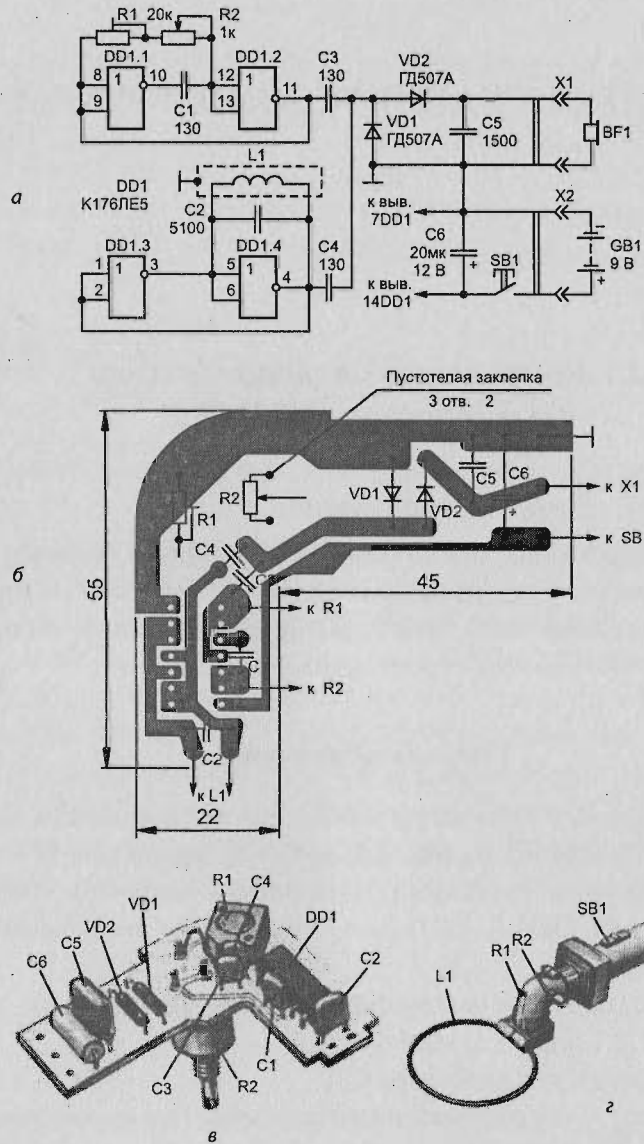 R1
20к
R2
1к
DD1.1
DD1.2
8
1
10
9
C1
130
12
1
11
13
C3
130
VD2
ГД507А
VD1
ГД507А
C5
1500
X1
BF1
а
DD1
К176ЛЕ5
L1
C2
5100
DD1.3
DD1.4
1
1
3
2
5
1
4
6
C4
130
к выв.
7DD1
C6
20мк
12 В
+
SB1
к выв.
14DD1
X2
−
GB1
9 В
+
Пустотелая заклепка
3 отв. 2
R1
R2
C4
C
VD1
VD2
C5
C6
+
к X1
к SB
б
55
45
к R1
C
к R2
C2
к L1
22
R1
C4
VD1
VD2
C5
C6
DD1
C2
C3
R2
C1
в
SB1
R2
R1
L1
г